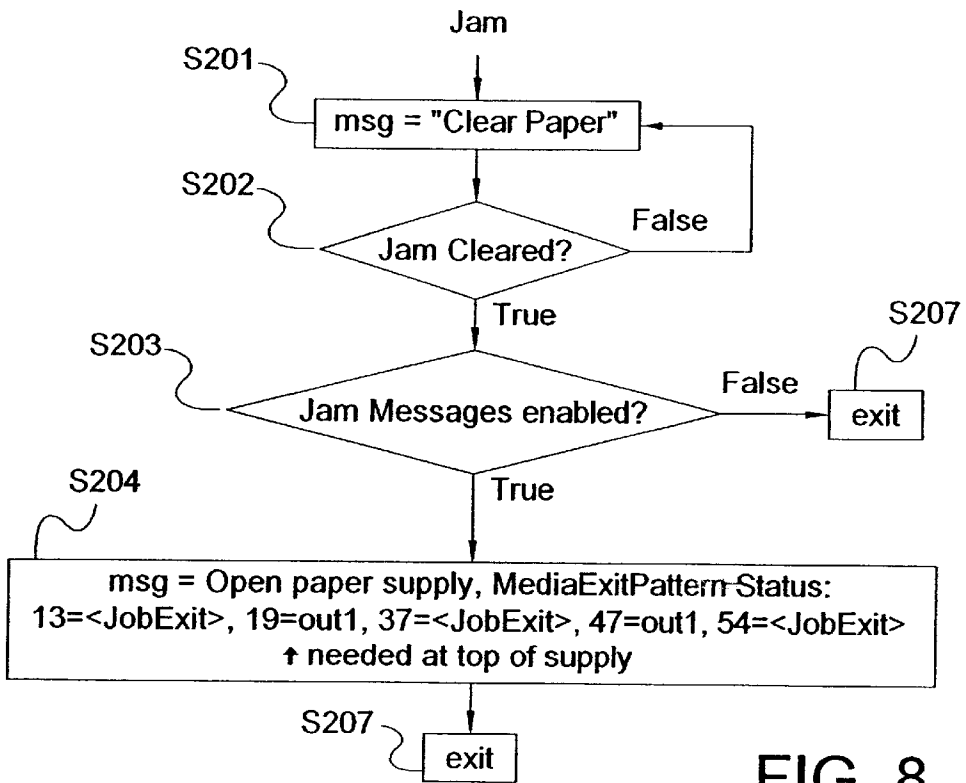 Jam
S201
msg = "Clear Paper"
S202
False
Jam Cleared?
True
S203
S207
False
Jam Messages enabled?
exit
True
S204
msg = Open paper supply, MediaExitPattern Status:
13=<JobExit>, 19=out1, 37=<JobExit>, 47=out1, 54=<JobExit>
↑ needed at top of supply
S207
exit
FIG. 8